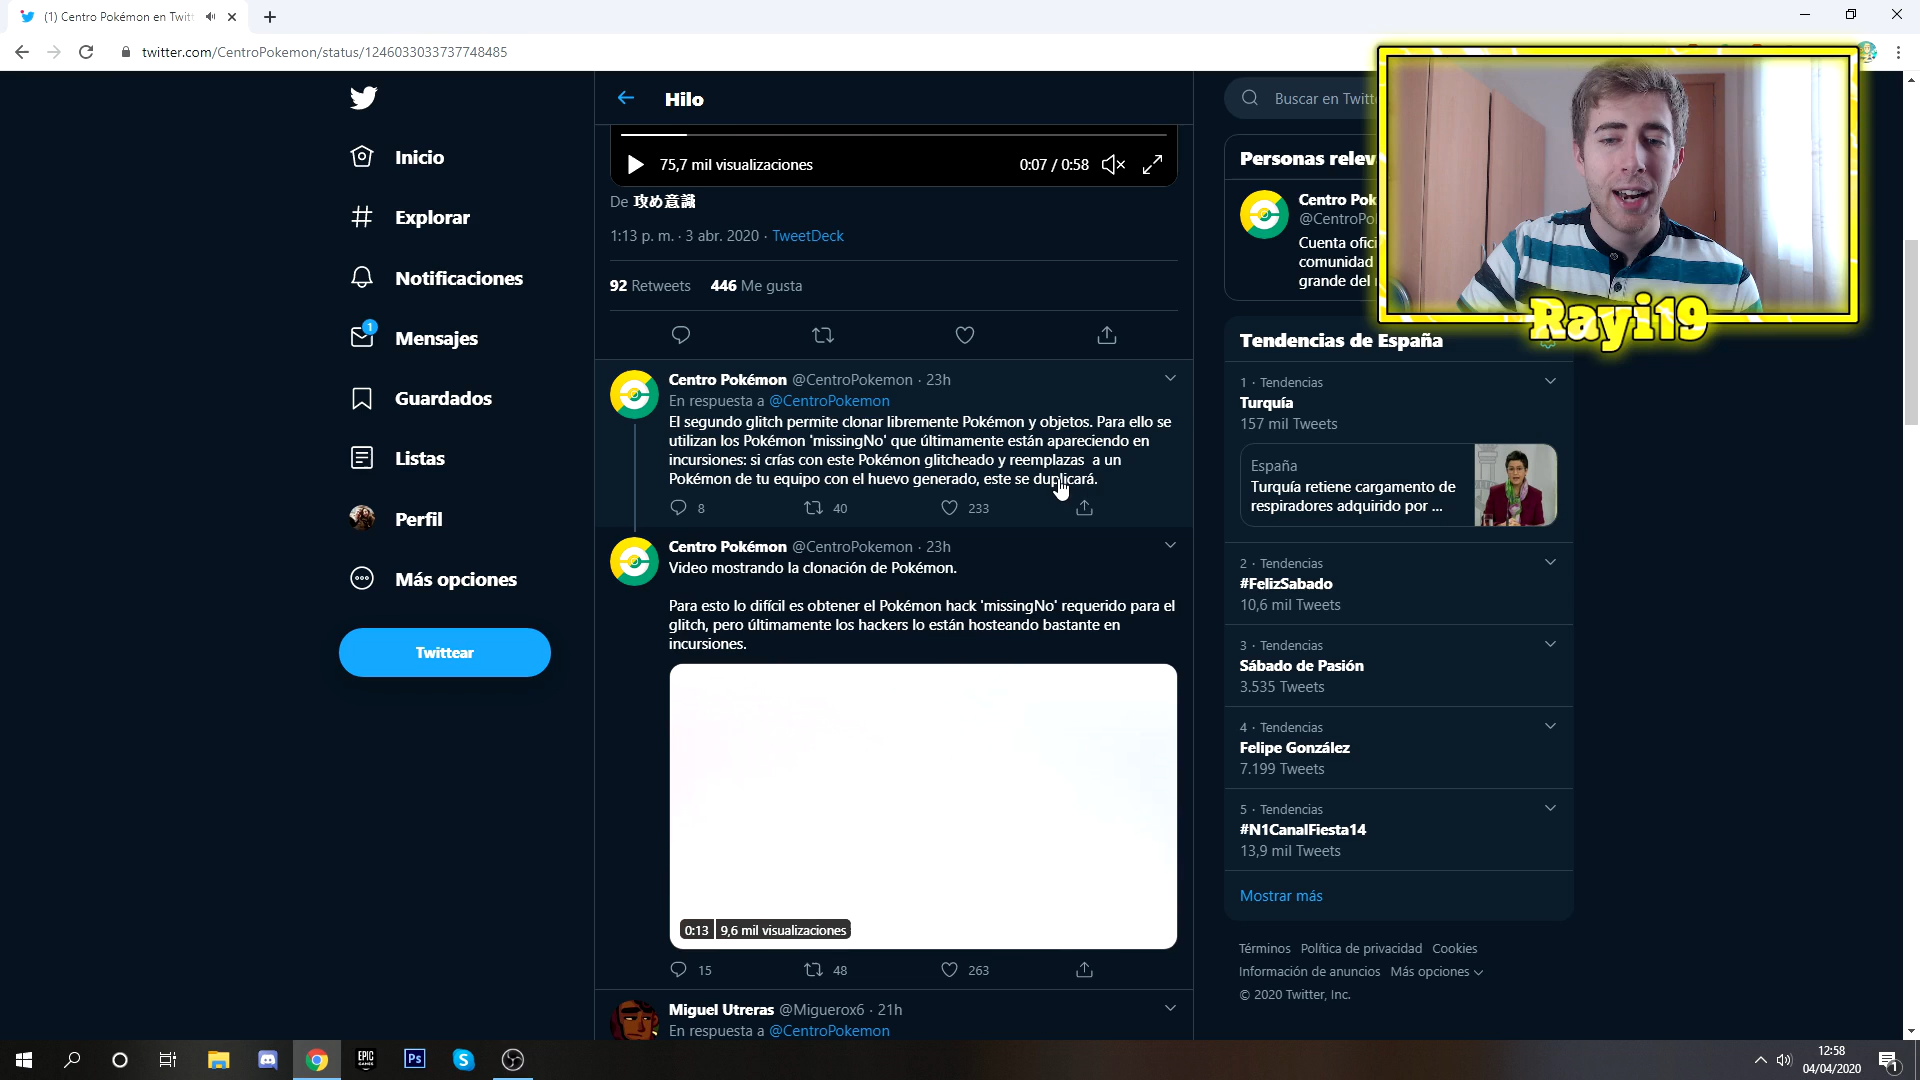 (1) Centro Pokémon en Twit
twitter.com/CentroPokemon/status/1246033033737748485
Inicio
Explorar
Notificaciones
1
Mensajes
Guardados
Listas
Perfil
Más opciones
Twittear
Hilo
75,7 mil visualizaciones
0:07 / 0:58
De 攻め意識
1:13 p. m. · 3 abr. 2020 · TweetDeck
92 Retweets 446 Me gusta
Centro Pokémon @CentroPokemon · 23h
En respuesta a @CentroPokemon
El segundo glitch permite clonar libremente Pokémon y objetos. Para ello se
utilizan los Pokémon 'missingNo' que últimamente están apareciendo en
incursiones: si crías con este Pokémon glitcheado y reemplazas a un
Pokémon de tu equipo con el huevo generado, este se duplicará.
8 40 233
Centro Pokémon @CentroPokemon · 23h
Video mostrando la clonación de Pokémon.
Para esto lo difícil es obtener el Pokémon hack 'missingNo' requerido para el
glitch, pero últimamente los hackers lo están hosteando bastante en
incursiones.
0:13 9,6 mil visualizaciones
15 48 263
Miguel Utreras @Miguerox6 · 21h
En respuesta a @CentroPokemon
Buscar en Twitt
Personas relev
Centro Pok
@CentroPo
Cuenta ofici
comunidad
grande del
Rayi19
Tendencias de España
1 · Tendencias
Turquía
157 mil Tweets
España
Turquía retiene cargamento de
respiradores adquirido por ...
2 · Tendencias
#FelizSabado
10,6 mil Tweets
3 · Tendencias
Sábado de Pasión
3.535 Tweets
4 · Tendencias
Felipe González
7.199 Tweets
5 · Tendencias
#N1CanalFiesta14
13,9 mil Tweets
Mostrar más
Términos Política de privacidad Cookies
Información de anuncios Más opciones
© 2020 Twitter, Inc.
EPIC
GAMES
Ps
12:58
04/04/2020
1